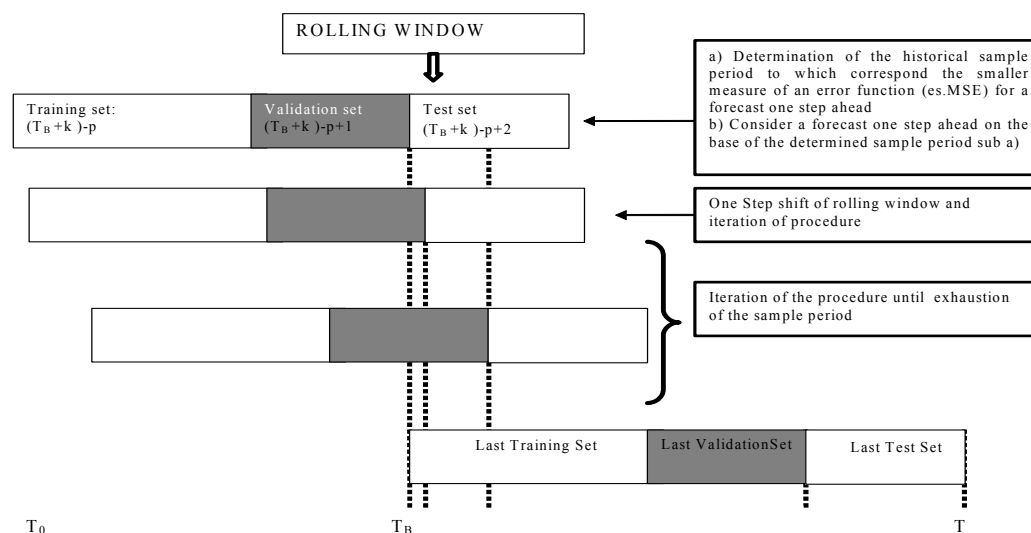 ROLLING WINDOW
Training set:
(T_B+k)-p
Validation set
(T_B+k)-p+1
Test set
(T_B+k)-p+2
a) Determination of the historical sample
period to which correspond the smaller
measure of an error function (es.MSE) for a
forecast one step ahead
b) Consider a forecast one step ahead on the
base of the determined sample period sub a)
One Step shift of rolling window and
iteration of procedure
Iteration of the procedure until exhaustion
of the sample period
Last Training Set
Last ValidationSet
Last Test Set
T_0
T_B
T